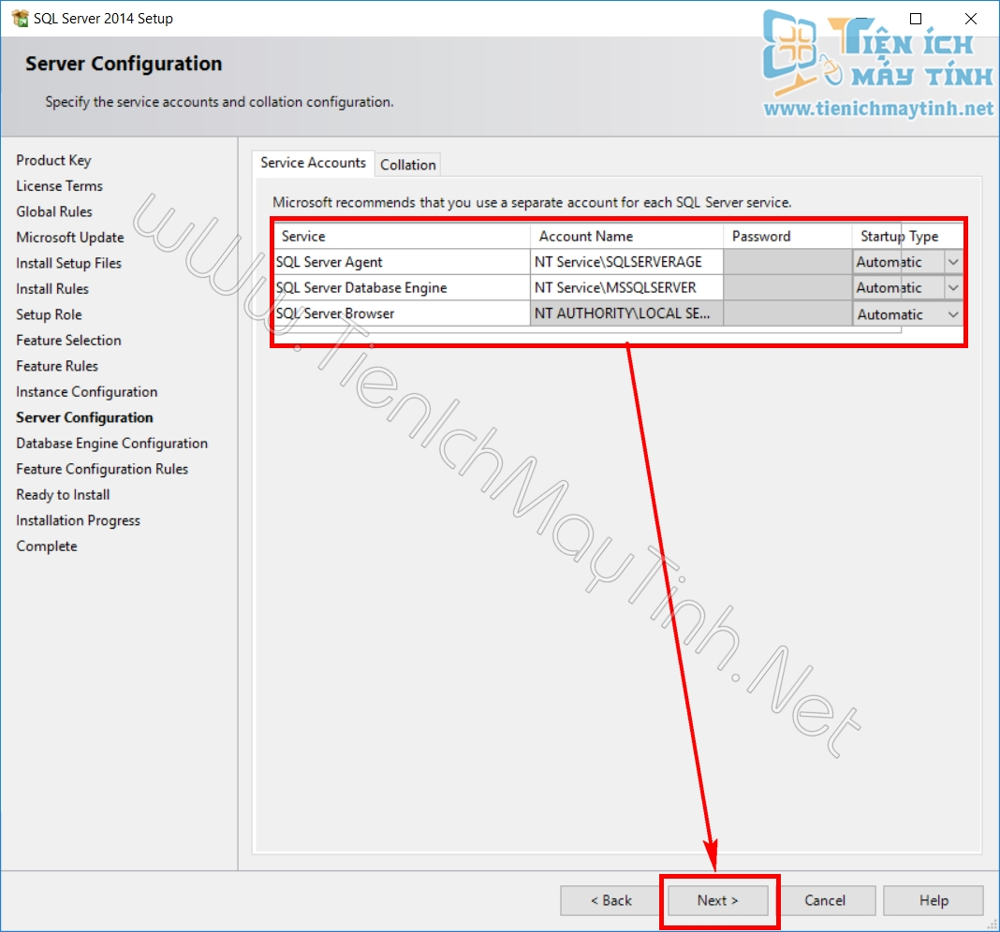 SQL Server 2014 Setup
TIỆN ÍCH
MÁY TÍNH
www.tienichmaytinh.net
Server Configuration
Specify the service accounts and collation configuration.
Product Key
License Terms
Global Rules
Microsoft Update
Install Setup Files
Install Rules
Setup Role
Feature Selection
Feature Rules
Instance Configuration
Server Configuration
Database Engine Configuration
Feature Configuration Rules
Ready to Install
Installation Progress
Complete
Service Accounts Collation
Microsoft recommends that you use a separate account for each SQL Server service.
Service Account Name Password Startup Type
SQL Server Agent NT Service\SQLSERVERAGE Automatic
SQL Server Database Engine NT Service\MSSQLSERVER Automatic
SQL Server Browser NT AUTHORITY\LOCAL SE... Automatic
www.TienIchMayTinh.Net
< Back Next > Cancel Help